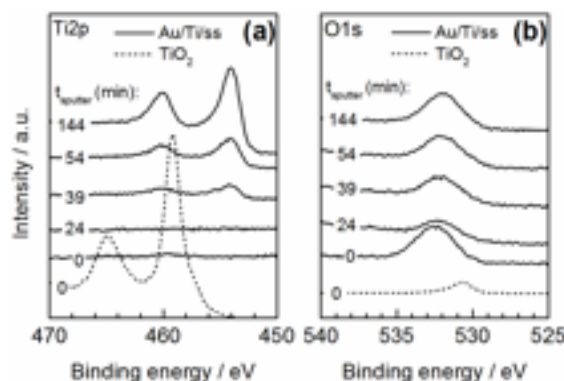 Ti2p
Au/Ti/ss
(a)
TiO₂
t_sputter (min):
144
54
39
24
0
0
470
460
450
Binding energy / eV
Intensity / a.u.
O1s
Au/Ti/ss
(b)
TiO₂
t_sputter (min):
144
54
39
24
0
0
540
535
530
525
Binding energy / eV